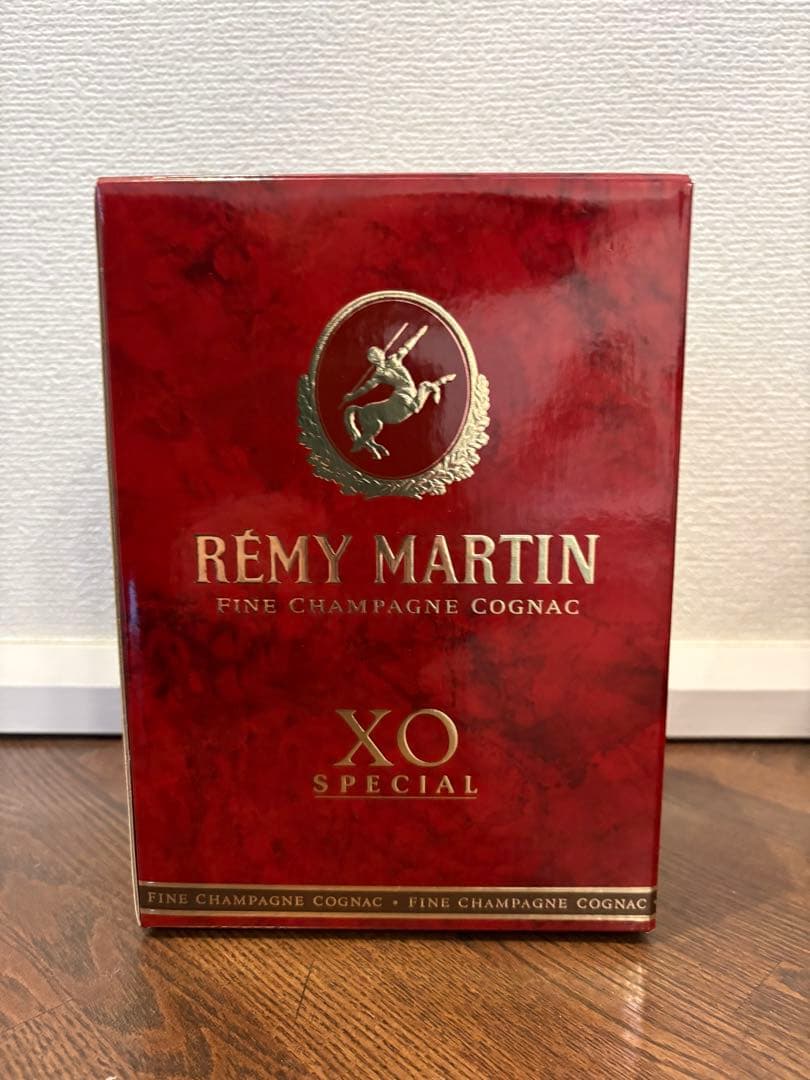 RÉMY MARTIN
FINE CHAMPAGNE COGNAC
XO
SPECIAL
FINE CHAMPAGNE COGNAC • FINE CHAMPAGNE COGNAC